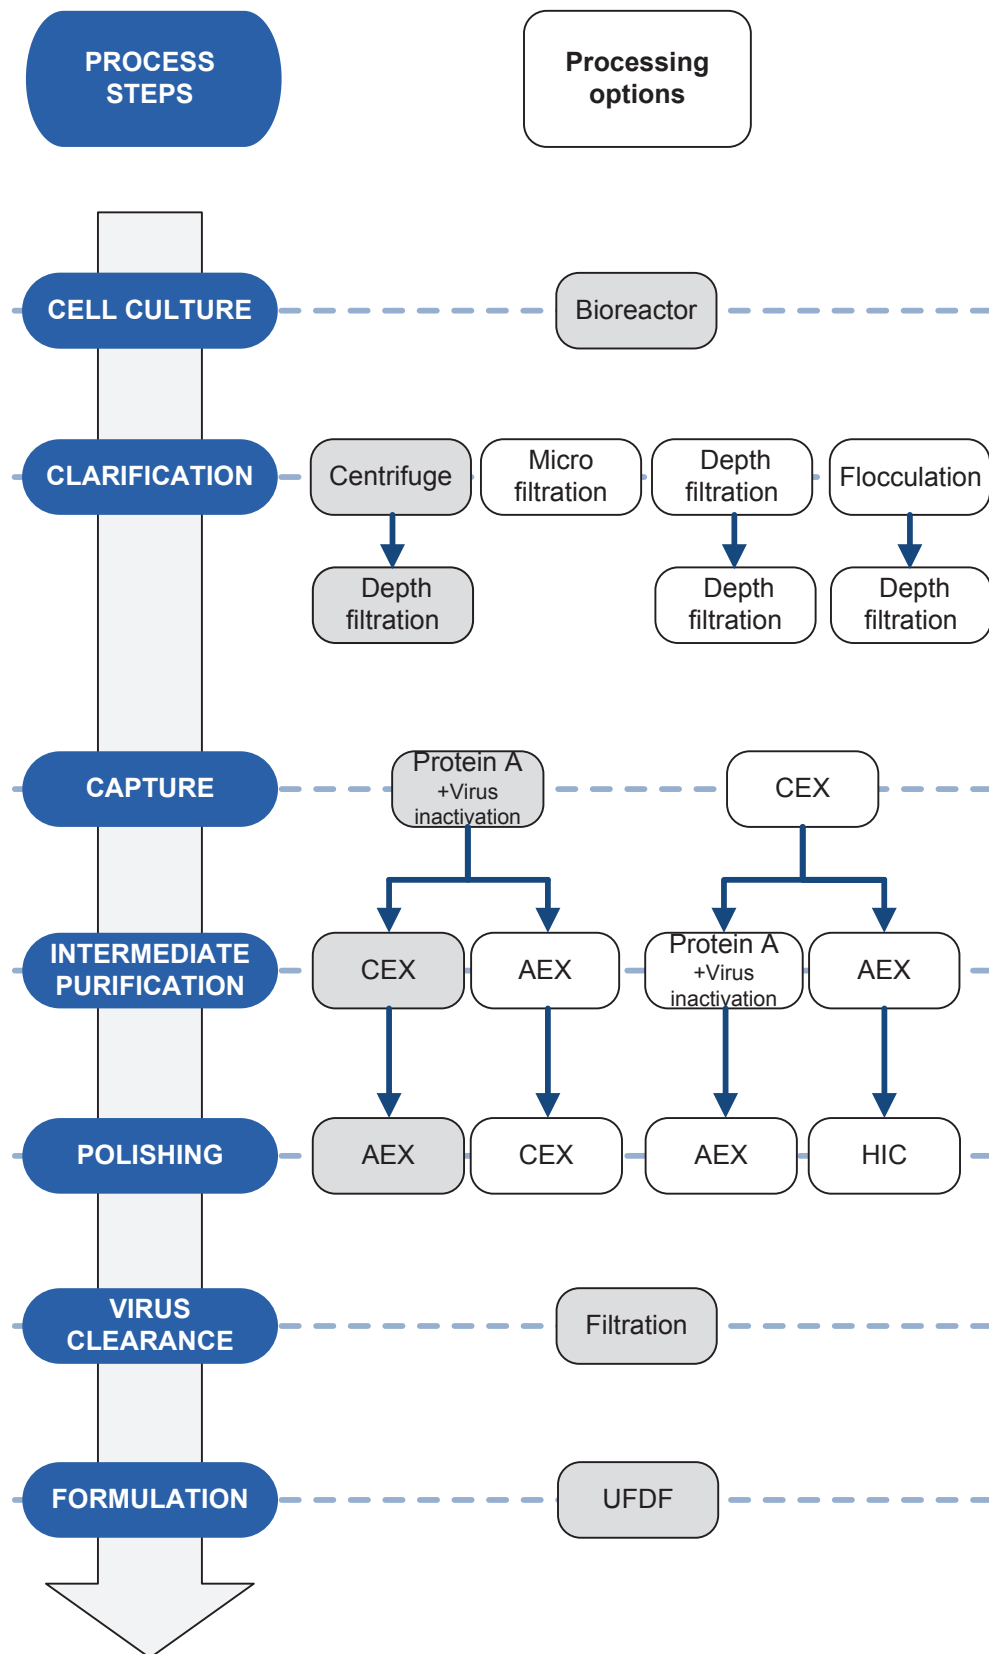 PROCESS
STEPS
Processing
options
CELL CULTURE
Bioreactor
CLARIFICATION
Centrifuge
Micro
filtration
Depth
filtration
Flocculation
Depth
filtration
Depth
filtration
Depth
filtration
CAPTURE
Protein A
+Virus
inactivation
CEX
INTERMEDIATE
PURIFICATION
CEX
AEX
Protein A
+Virus
inactivation
AEX
POLISHING
AEX
CEX
AEX
HIC
VIRUS
CLEARANCE
Filtration
FORMULATION
UFDF